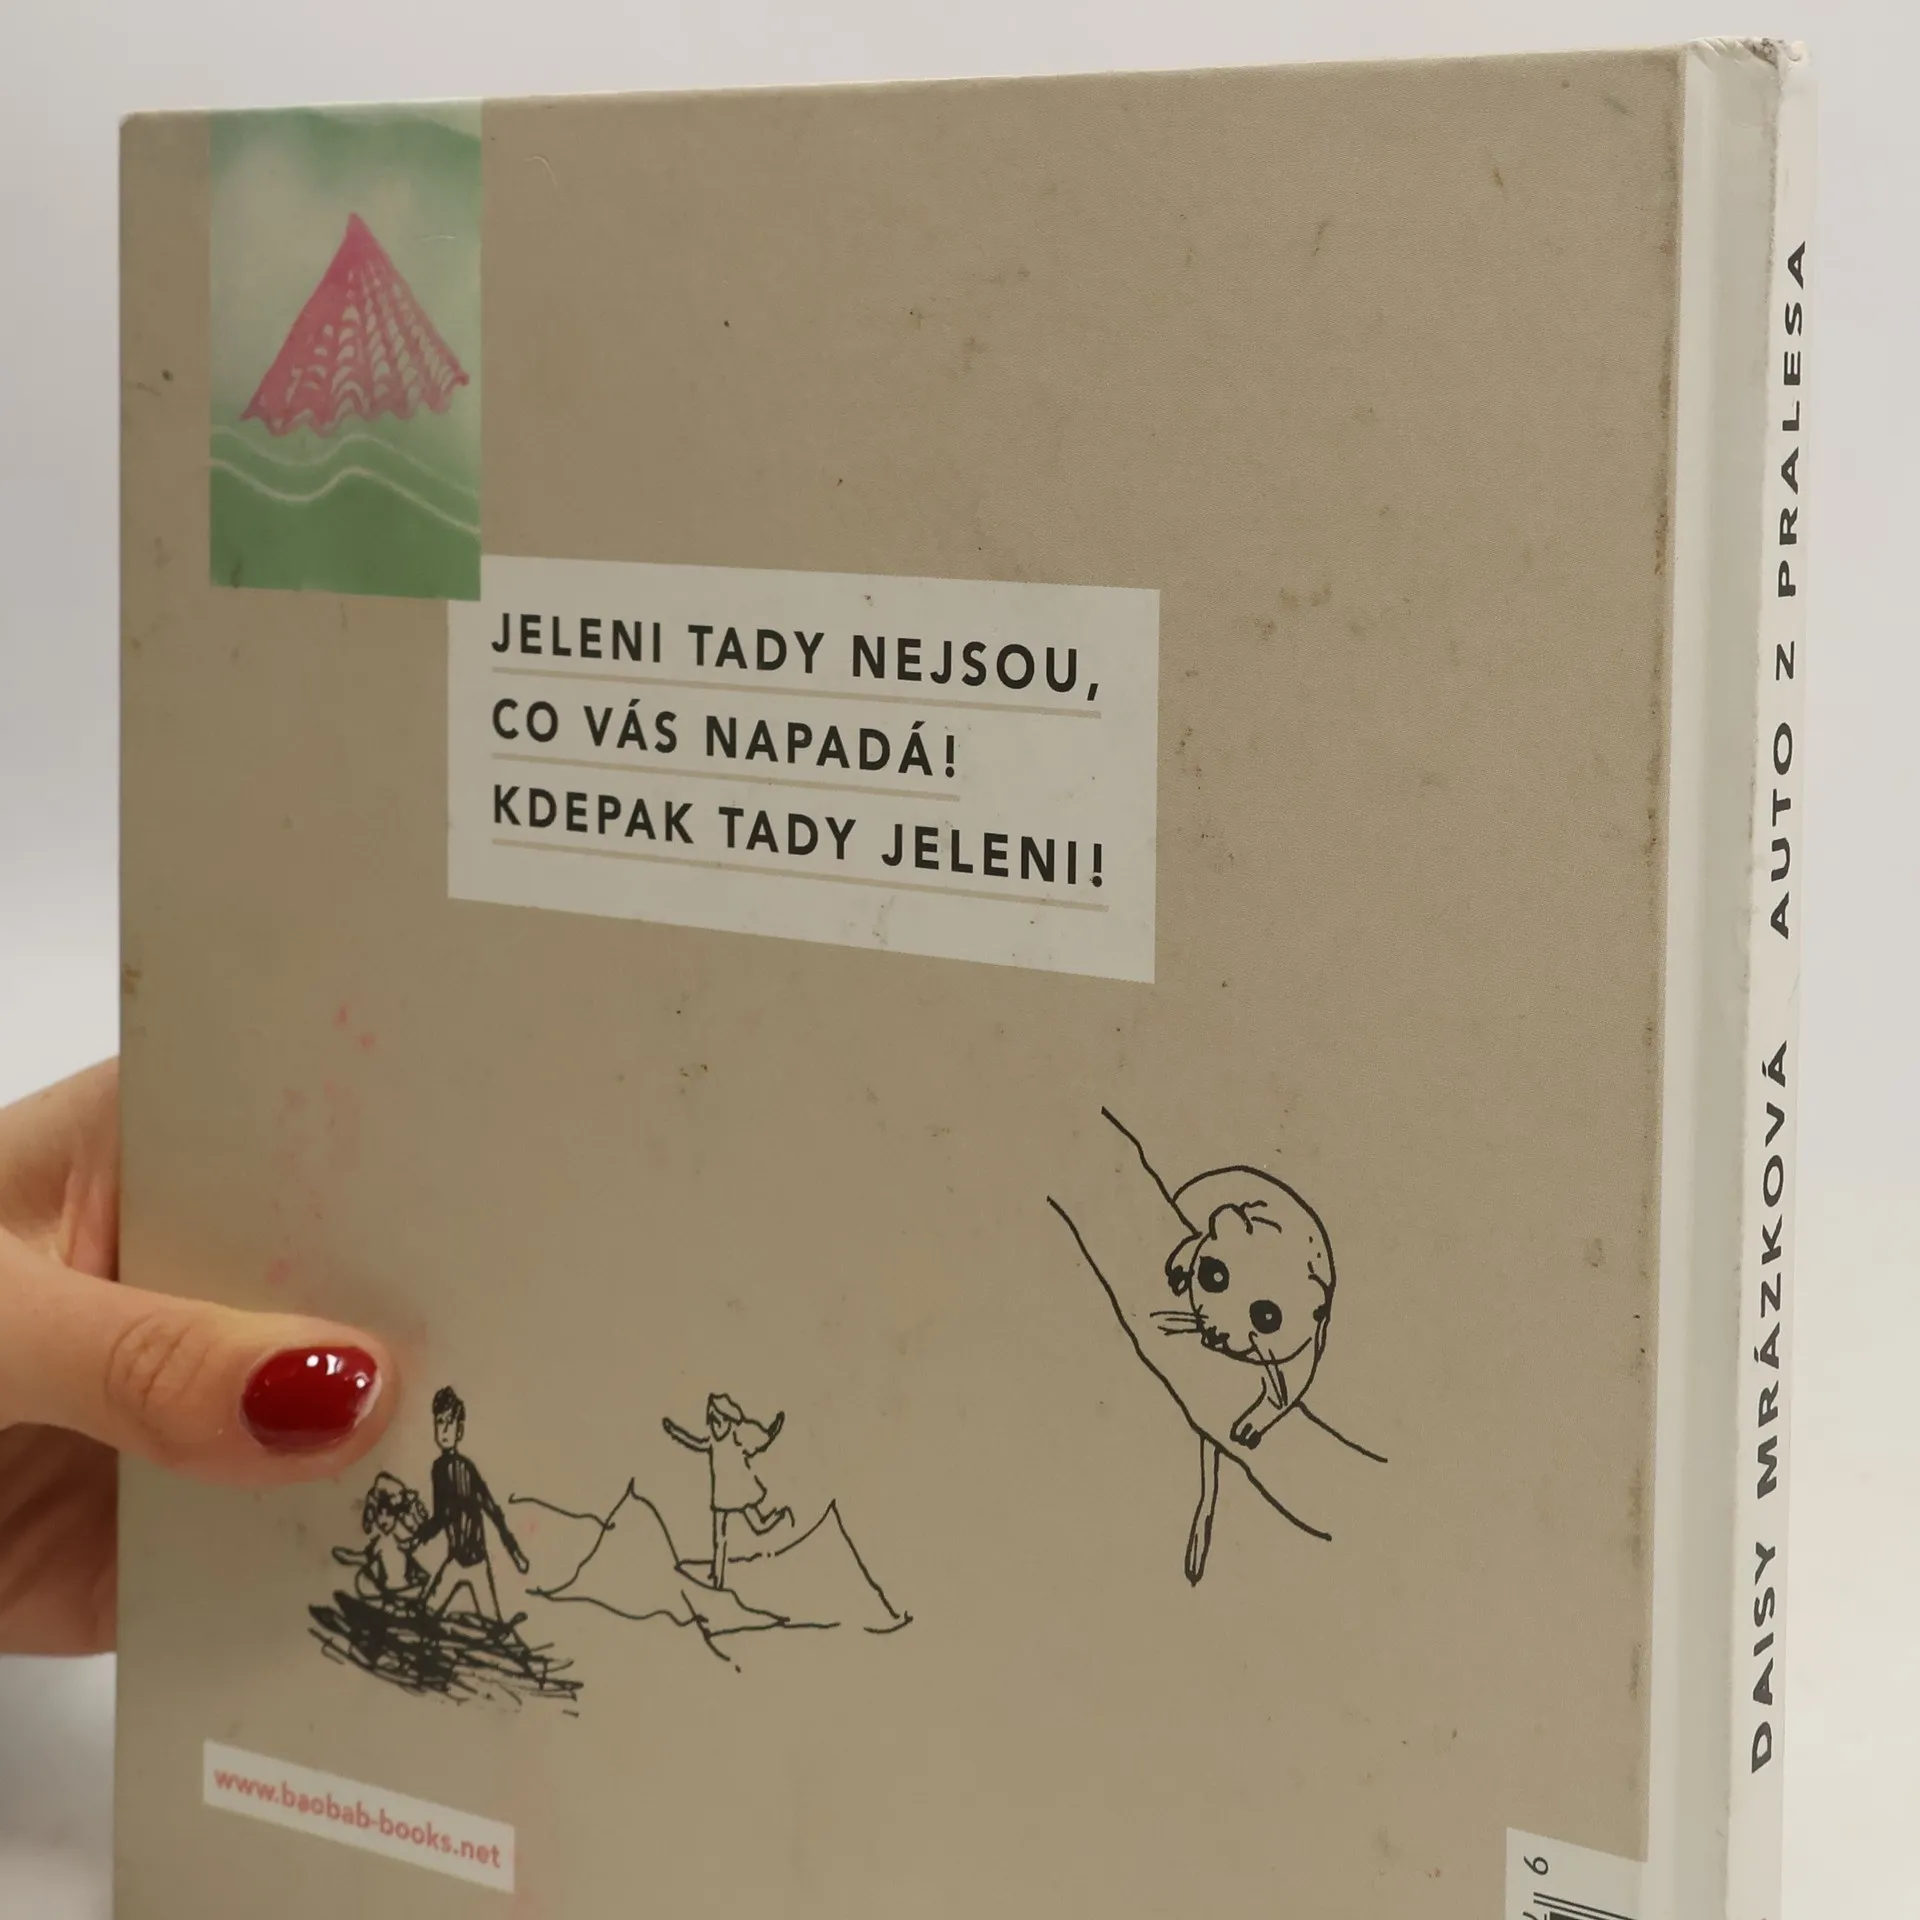 JELENI TADY NEJSOU,
CO VÁS NAPADÁ!
KDEPAK TADY JELENI!
www.baobab-books.net
DAISY MRÁZKOVÁ AUTO Z PRALESA